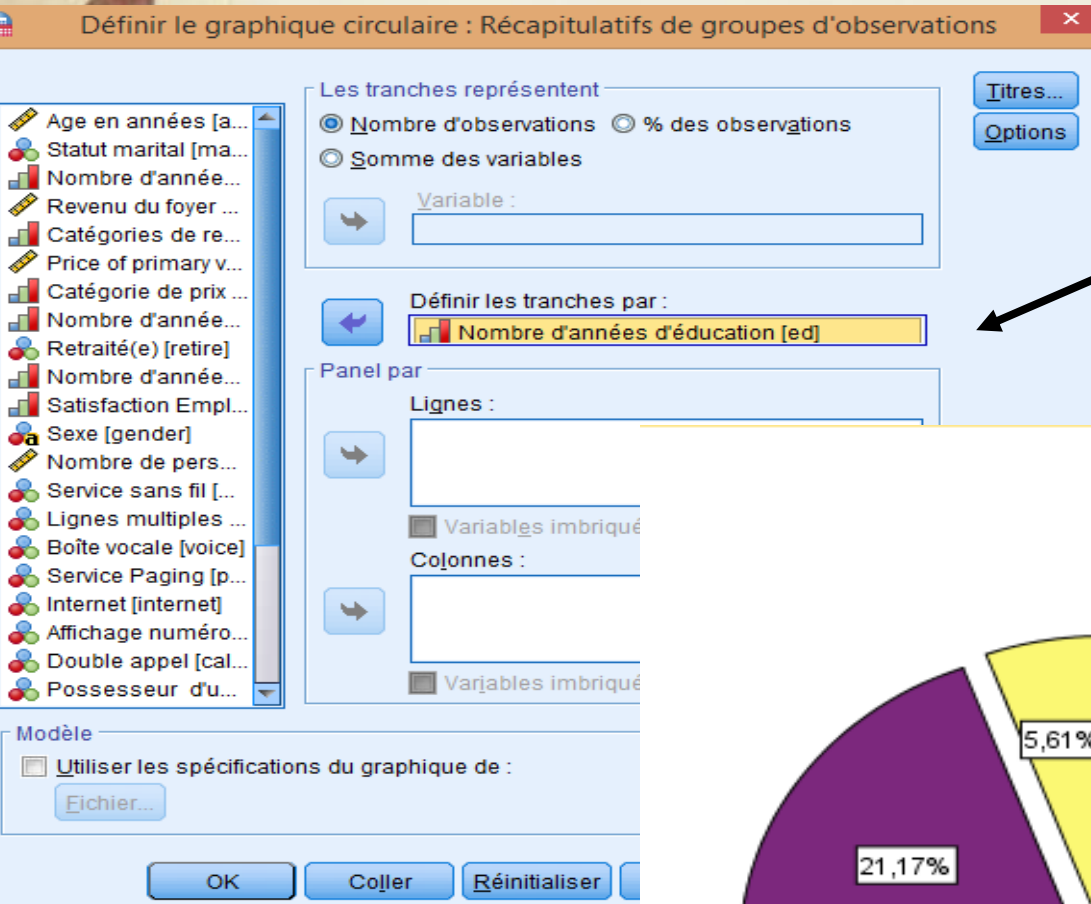 Définir le graphique circulaire : Récapitulatifs de groupes d'observations
Age en années [a...
Statut marital [ma...
Nombre d'année...
Revenu du foyer ...
Catégories de re...
Price of primary v...
Catégorie de prix ...
Nombre d'année...
Retraité(e) [retire]
Nombre d'année...
Satisfaction Empl...
Sexe [gender]
Nombre de pers...
Service sans fil [...
Lignes multiples ...
Boîte vocale [voice]
Service Paging [p...
Internet [internet]
Affichage numéro...
Double appel [cal...
Possesseur d'u...
Les tranches représentent
Nombre d'observations % des observations
Somme des variables
Variable :
Définir les tranches par :
Nombre d'années d'éducation [ed]
Panel par
Lignes :
Variables imbriqué
Colonnes :
Variables imbriqué
Titres...
Options
Modèle
Utiliser les spécifications du graphique de :
Fichier...
OK Coller Réinitialiser
5,61%
21,17%